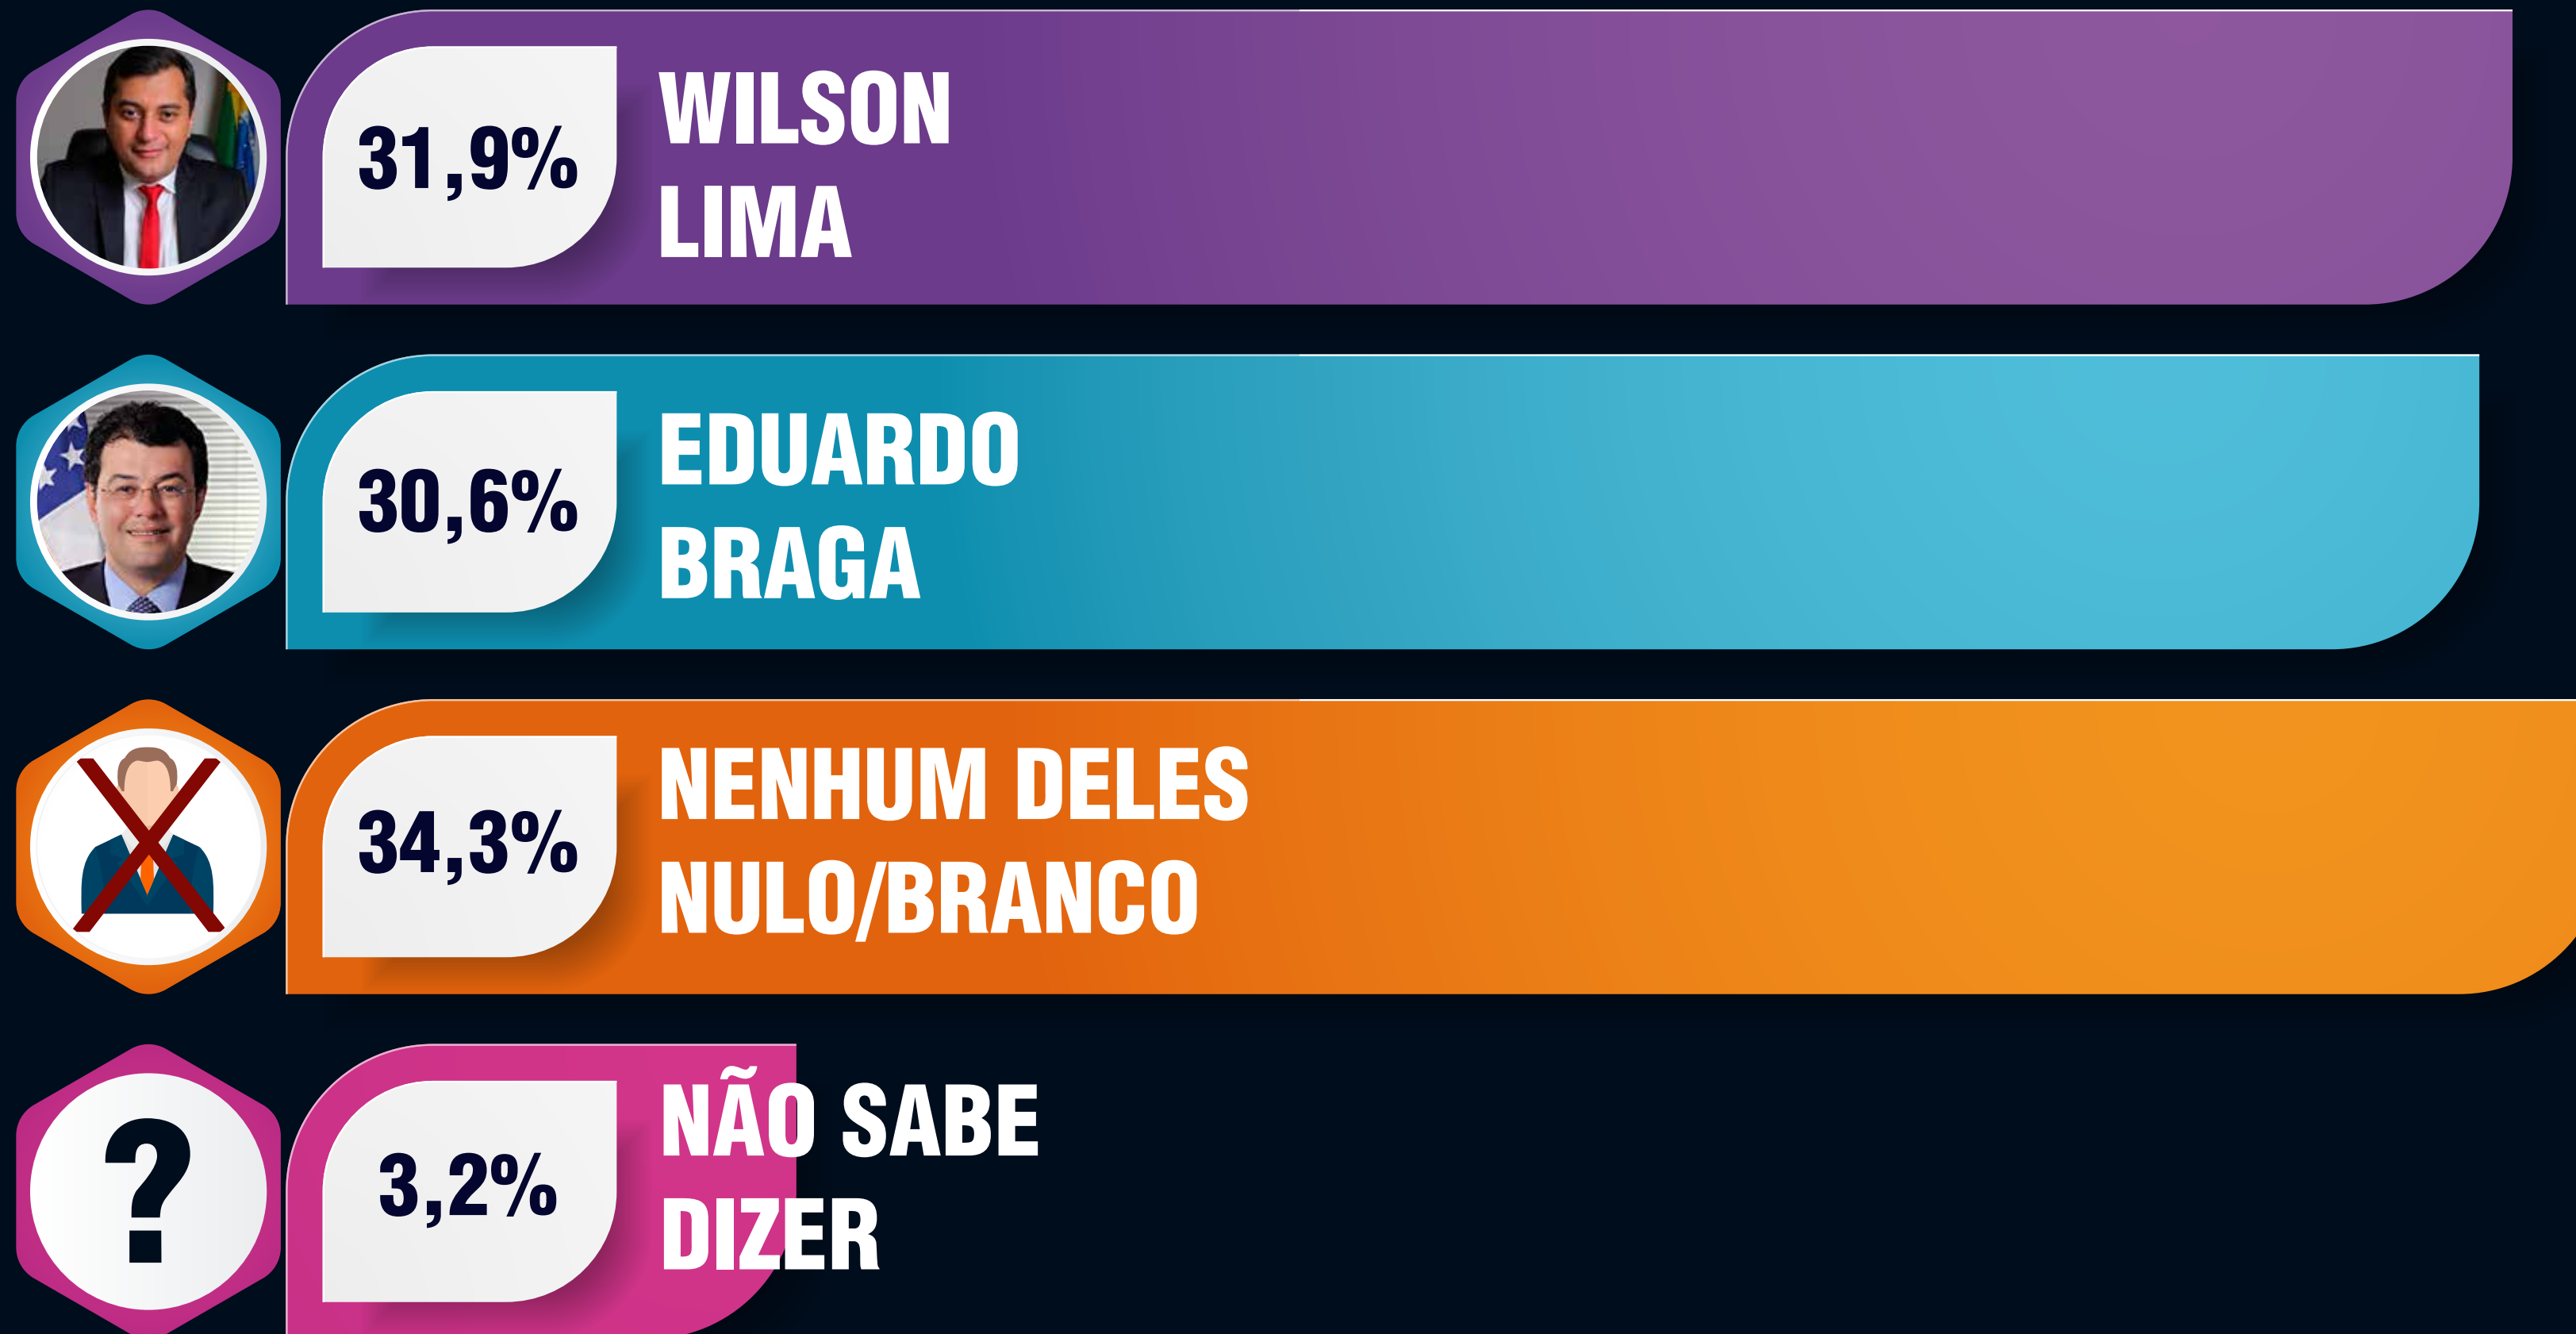 31,9%
WILSON
LIMA
30,6%
EDUARDO
BRAGA
34,3%
NENHUM DELES
NULO/BRANCO
?
3,2%
NÃO SABE
DIZER